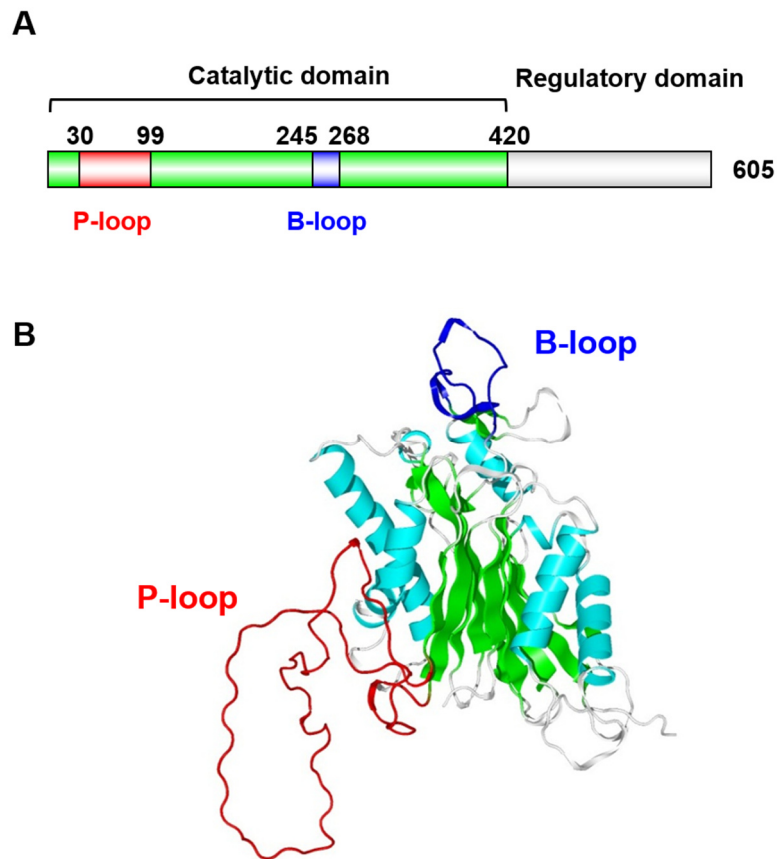 A
Catalytic domain Regulatory domain
30 99 245 268 420
605
P-loop B-loop
B
B-loop
P-loop